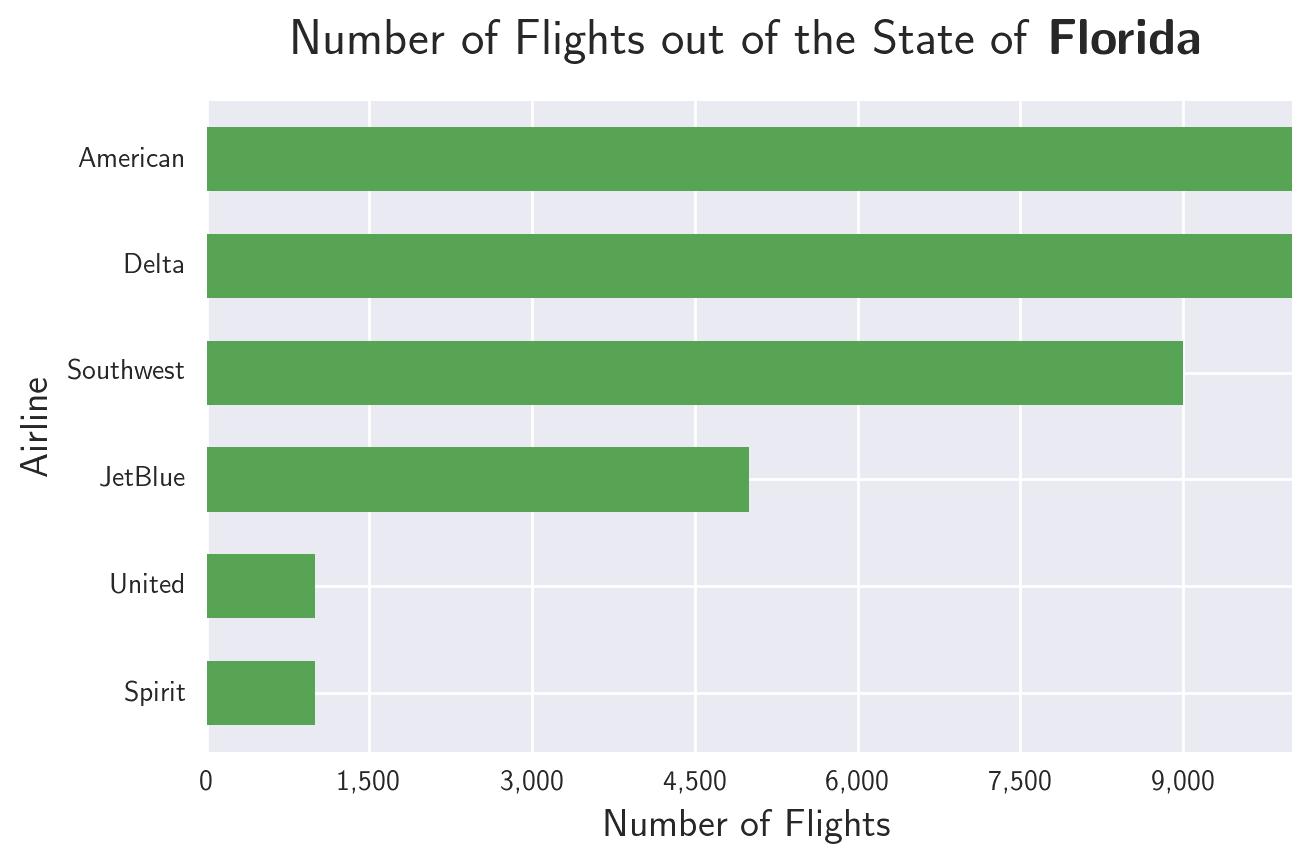 Number of Flights out of the State of Florida
American
Delta
Southwest
JetBlue
United
Spirit
Airline
0 1,500 3,000 4,500 6,000 7,500 9,000
Number of Flights